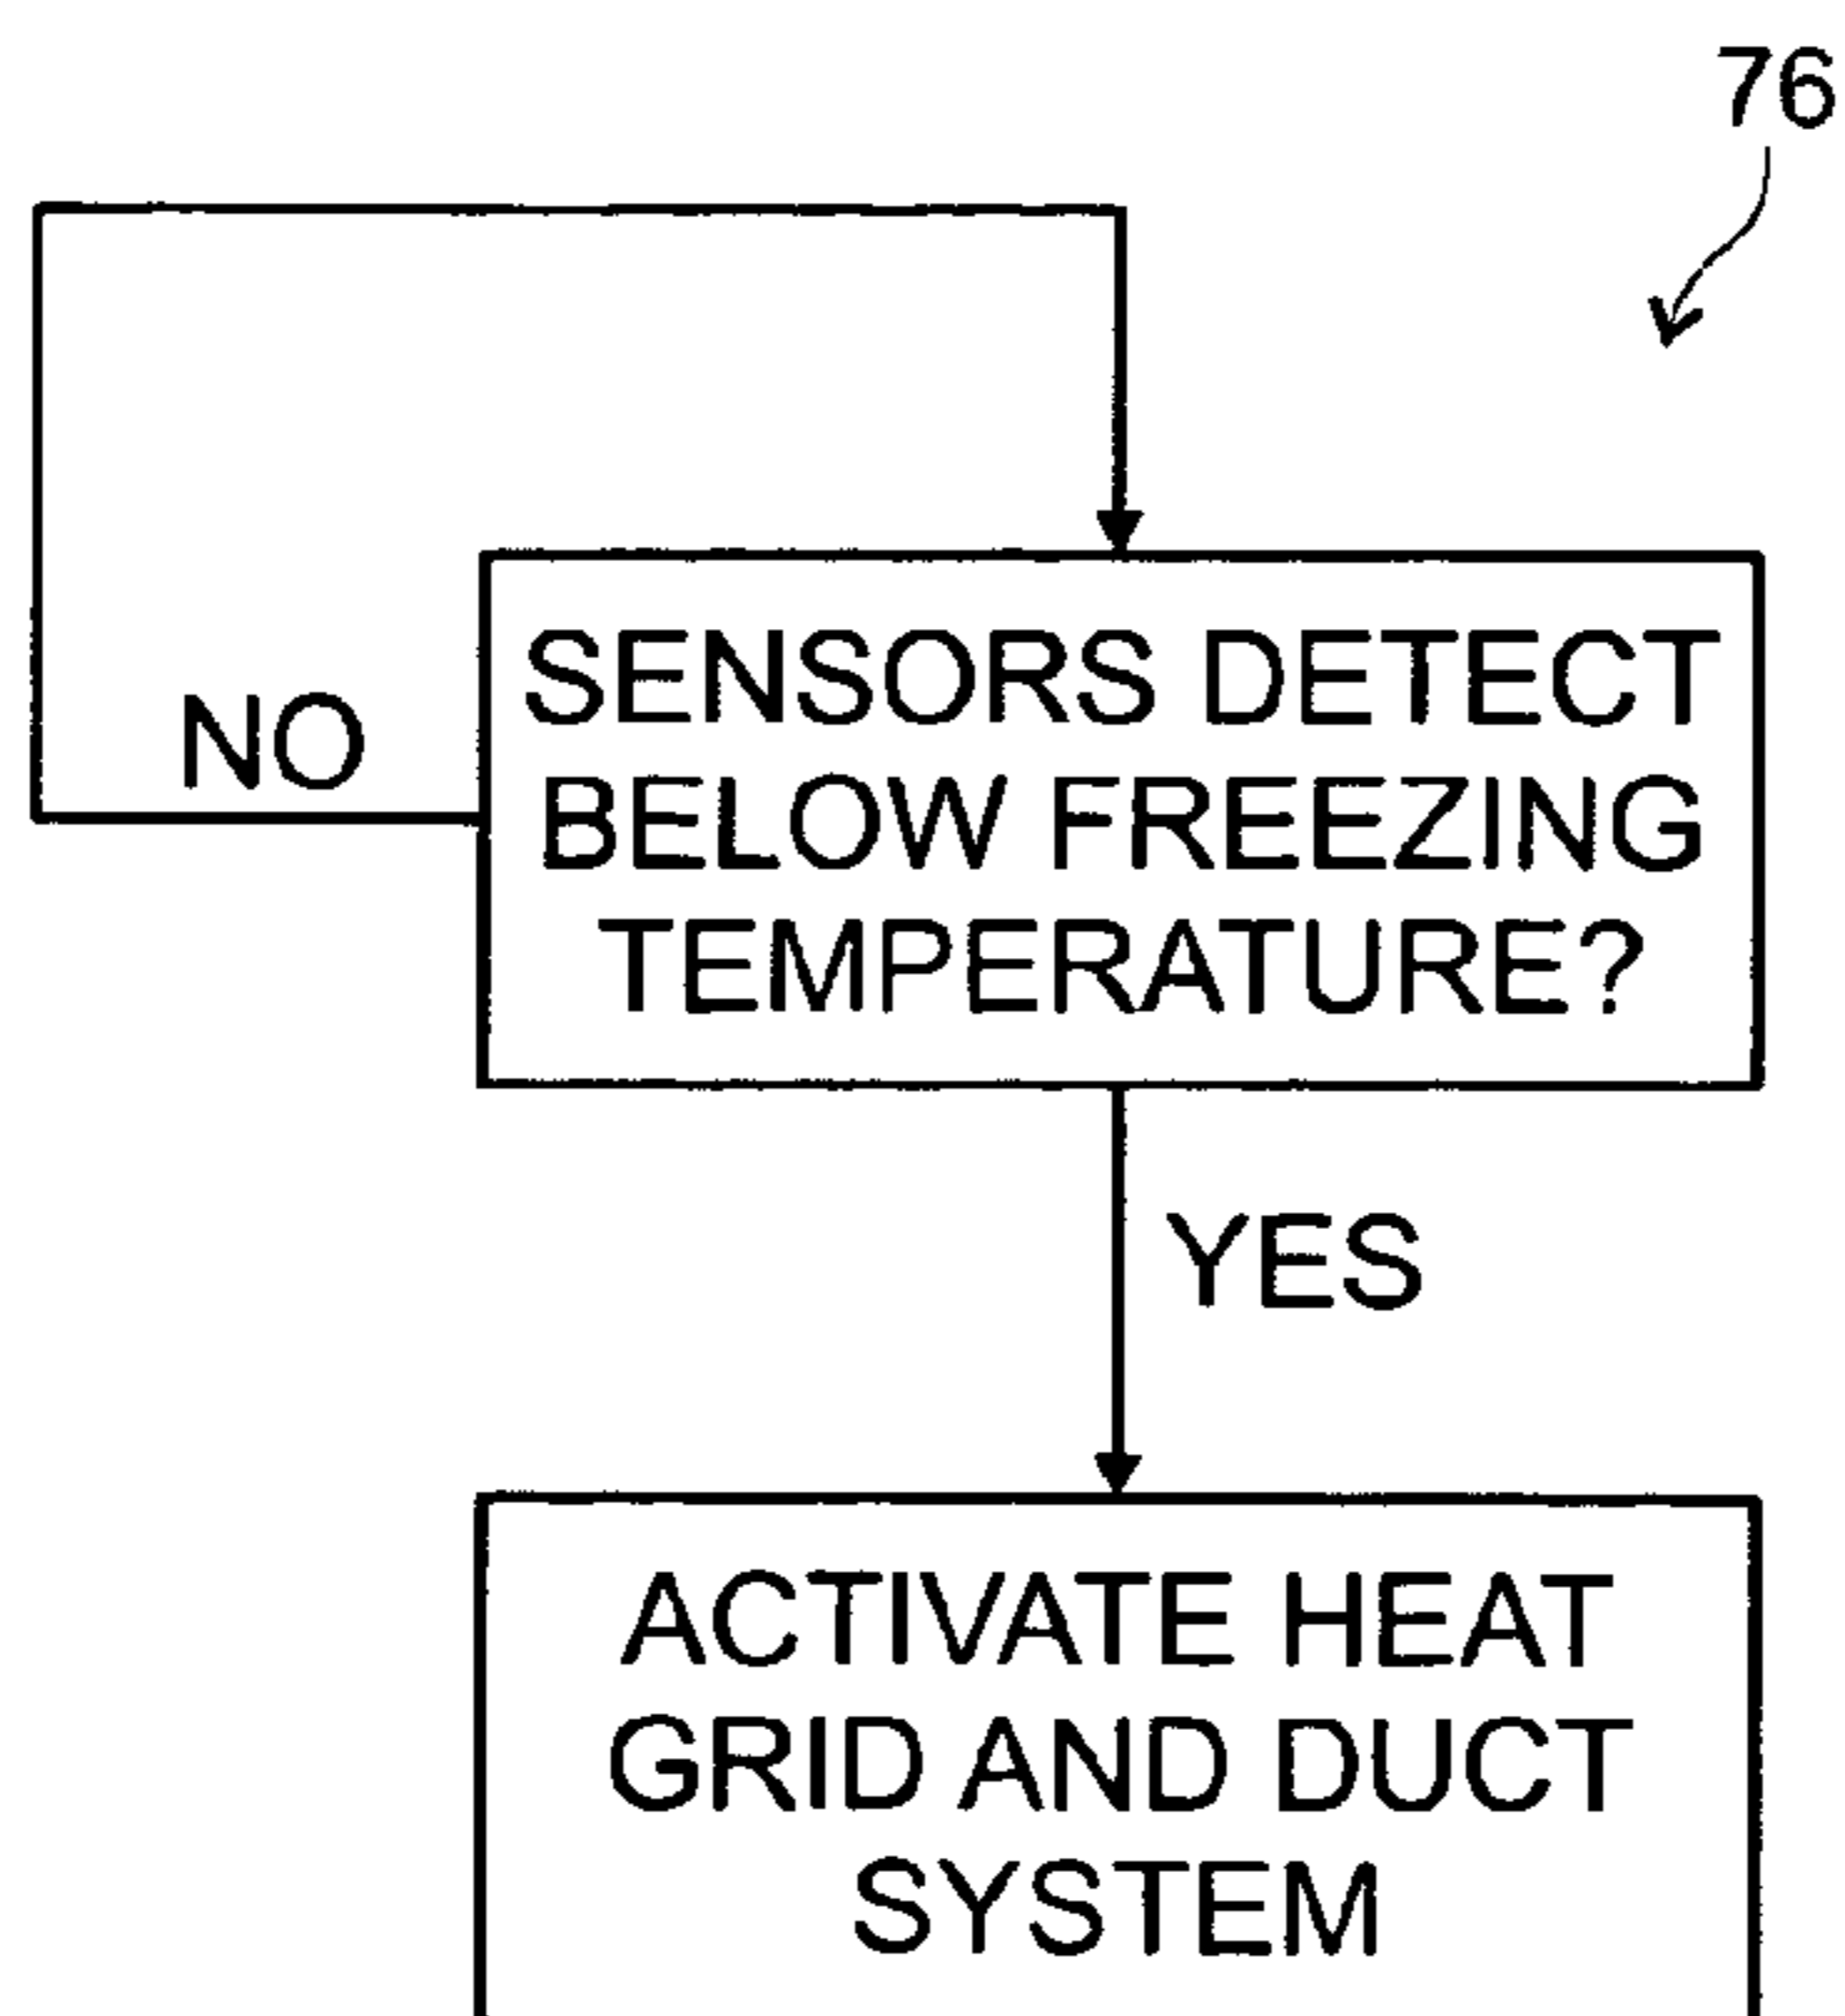 76
SENSORS DETECT
BELOW FREEZING
TEMPERATURE?
NO
YES
ACTIVATE HEAT
GRID AND DUCT
SYSTEM